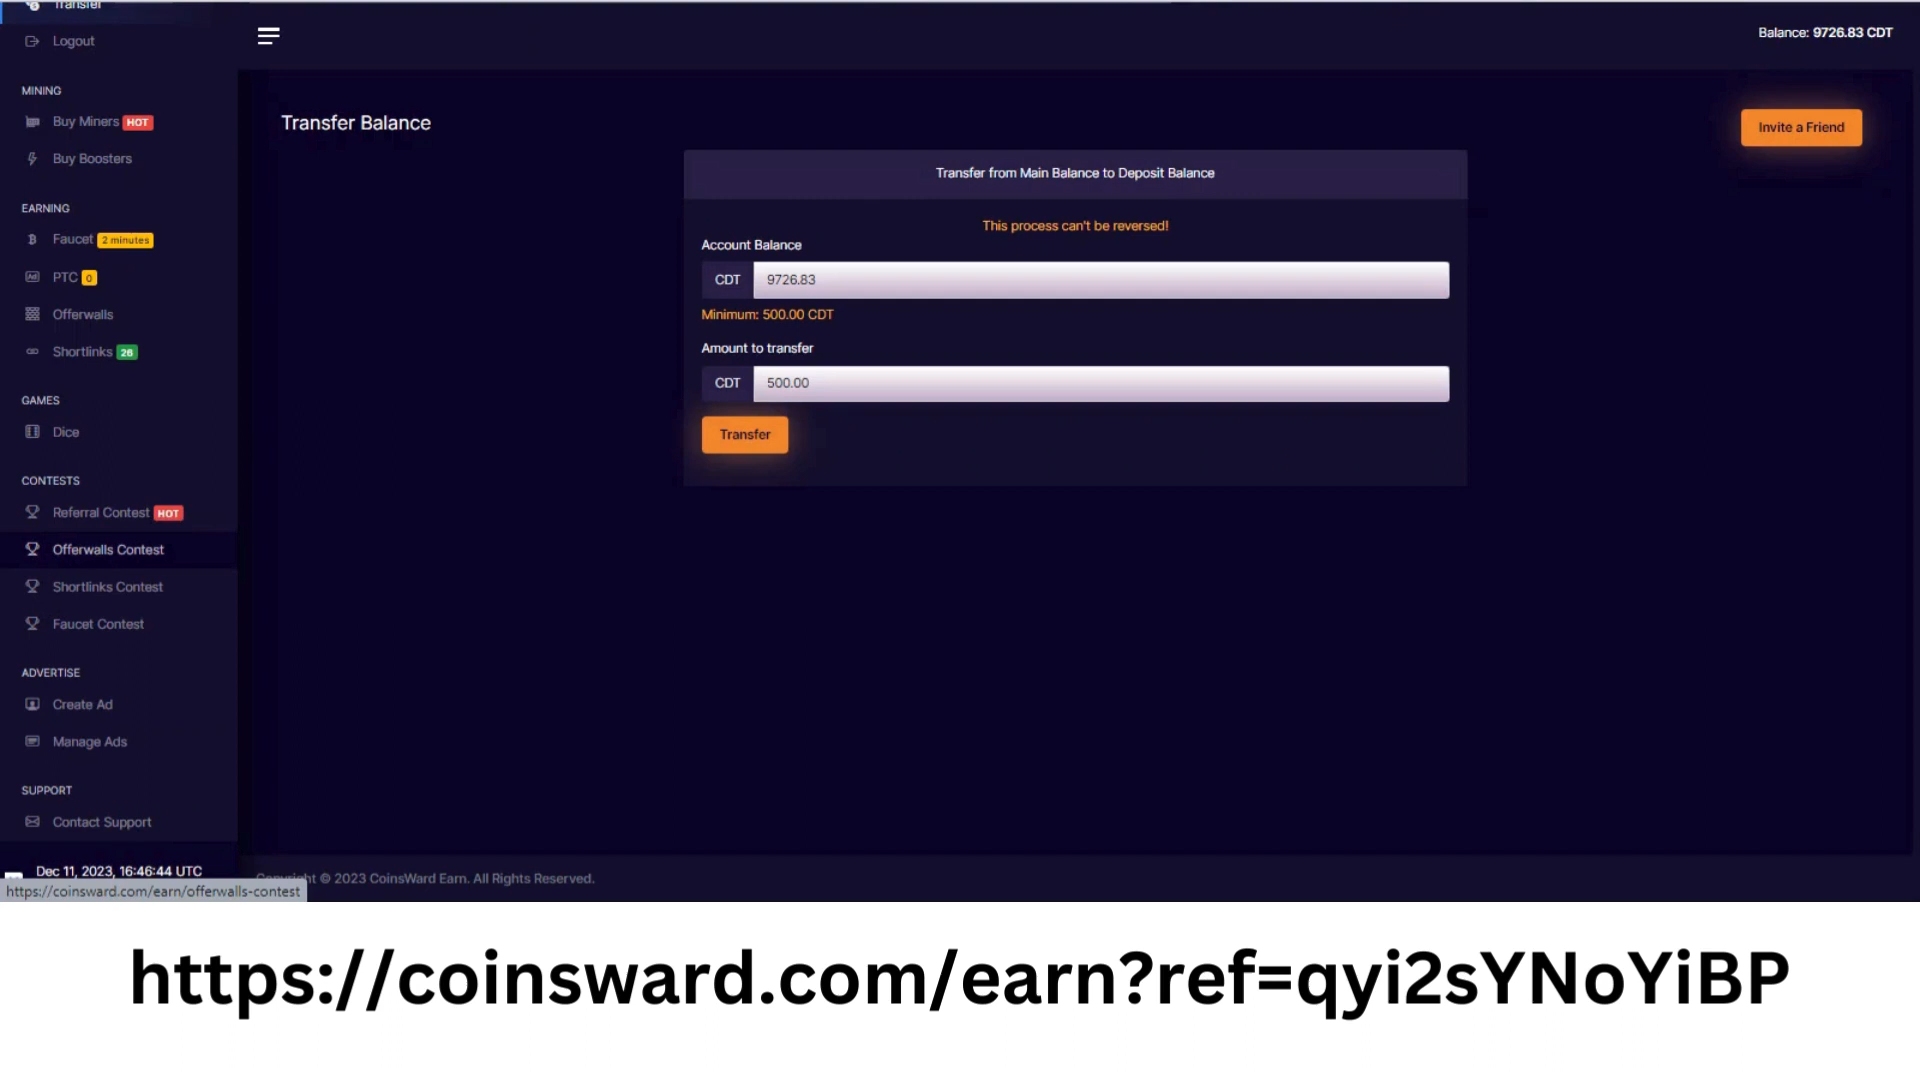 Transfer
Logout
Balance: 9726.83 CDT
MINING
Buy Miners HOT
Buy Boosters
EARNING
Faucet 2 minutes
PTC 0
Offerwalls
Shortlinks 26
GAMES
Dice
CONTESTS
Referral Contest HOT
Offerwalls Contest
Shortlinks Contest
Faucet Contest
ADVERTISE
Create Ad
Manage Ads
SUPPORT
Contact Support
Dec 11, 2023, 16:46:44 UTC
https://coinsward.com/earn/offerwalls-contest
Transfer Balance
Invite a Friend
Transfer from Main Balance to Deposit Balance
This process can't be reversed!
Account Balance
CDT 9726.83
Minimum: 500.00 CDT
Amount to transfer
CDT 500.00
Transfer
Copyright © 2023 CoinsWard Earn. All Rights Reserved.
https://coinsward.com/earn?ref=qyi2sYNoYiBP